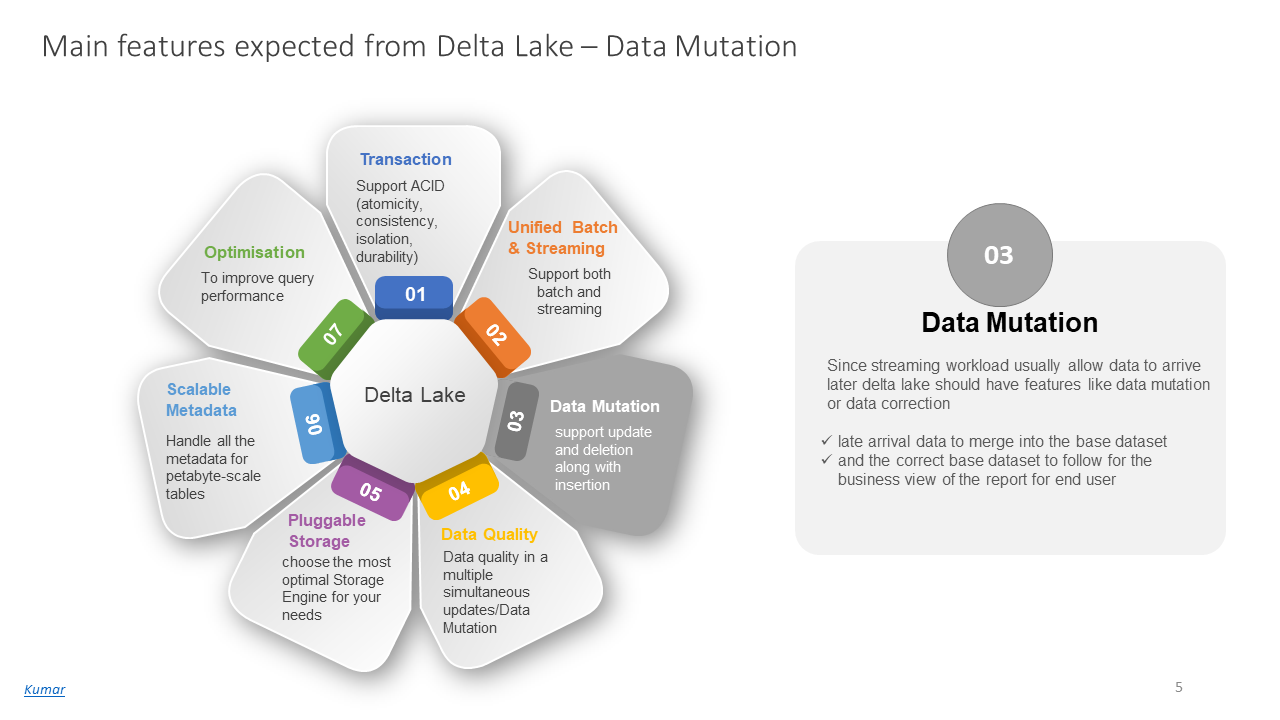 Main features expected from Delta Lake – Data Mutation
Transaction
Support ACID
(atomicity,
consistency,
isolation,
durability)
01
Unified Batch
& Streaming
Support both
batch and
streaming
02
Data Mutation
support update
and deletion
along with
insertion
03
Data Quality
Data quality in a
multiple
simultaneous
updates/Data
Mutation
04
Pluggable
Storage
choose the most
optimal Storage
Engine for your
needs
05
Scalable
Metadata
Handle all the
metadata for
petabyte-scale
tables
06
Optimisation
To improve query
performance
07
Delta Lake
03
Data Mutation
Since streaming workload usually allow data to arrive
later delta lake should have features like data mutation
or data correction
✓ late arrival data to merge into the base dataset
✓ and the correct base dataset to follow for the
business view of the report for end user
Kumar
5